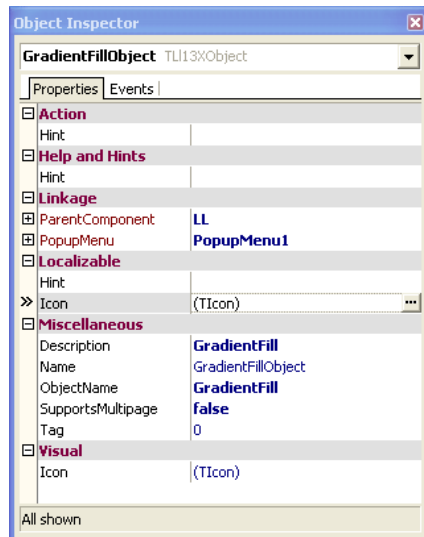 Object Inspector
GradientFillObject TLl13XObject
Properties Events
Action
Hint
Help and Hints
Hint
Linkage
ParentComponent LL
PopupMenu PopupMenu1
Localizable
Hint
Icon (TIcon) ...
Miscellaneous
Description GradientFill
Name GradientFillObject
ObjectName GradientFill
SupportsMultipage false
Tag 0
Visual
Icon (TIcon)
All shown